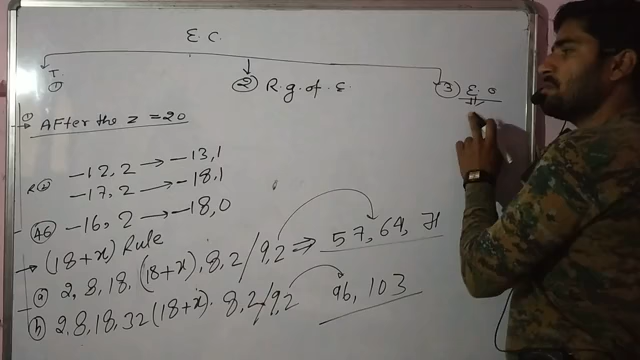 E. C.
T. ① ② R. g. of. E. ③ E. O
① → After the z = 20
-12, 2 → -13, 1
-17, 2 → -18, 1
46 -16, 2 → -18, 0
→ (18+x) Rule
ⓐ 2, 8, 18, (18+x), 8, 2/9, 2 ⇒ 57, 64, 71
ⓑ 2, 8, 18, 32 (18+x). 8, 2/9, 2 96, 103